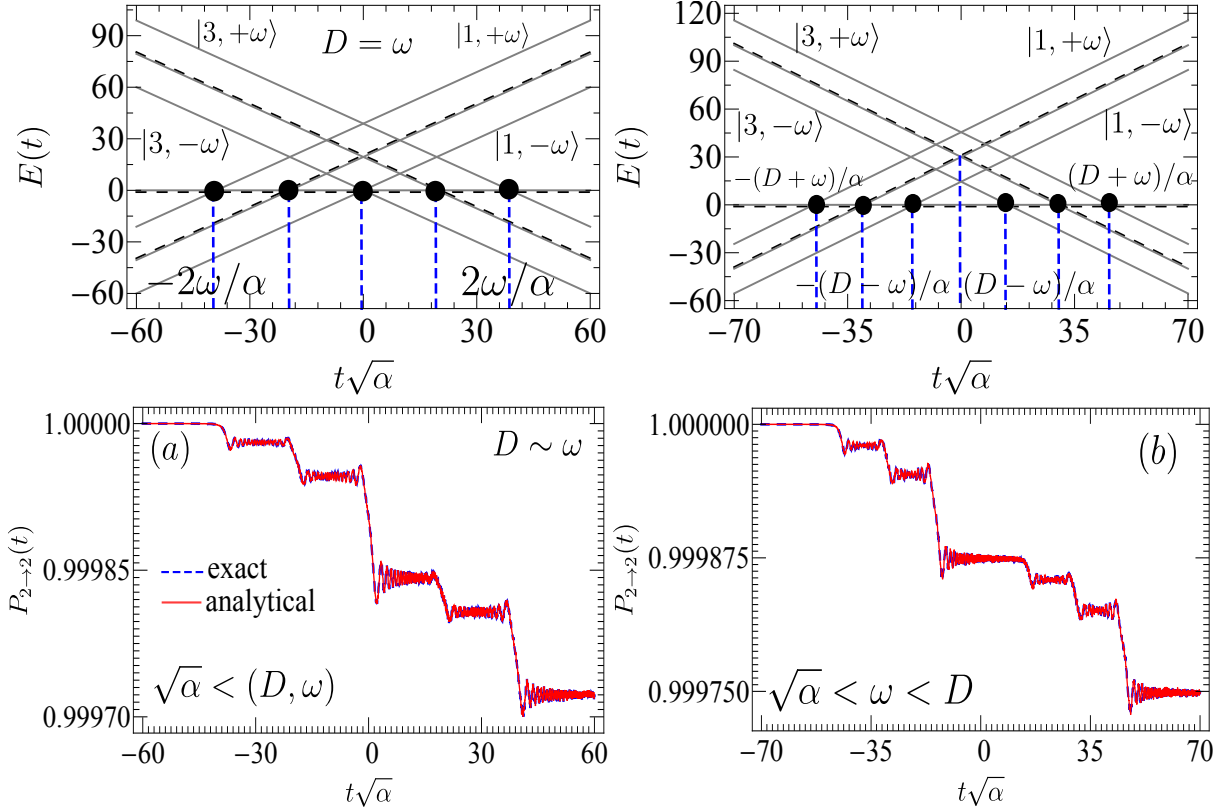 90
|3, +ω⟩
D = ω
|1, +ω⟩
60
30
|3, −ω⟩
|1, −ω⟩
0
−30
−2ω/α
2ω/α
−60
−60
−30
0
30
60
E(t)
t√α
120
|3, +ω⟩
|1, +ω⟩
90
60
|3, −ω⟩
|1, −ω⟩
30
−(D + ω)/α
(D + ω)/α
0
−30
−(D − ω)/α
(D − ω)/α
−60
−70
−35
0
35
70
E(t)
t√α
1.00000
(a)
D ∼ ω
0.99985
exact
analytical
√α < (D, ω)
0.99970
−60
−30
0
30
60
P2→2(t)
t√α
1.000000
(b)
0.999875
√α < ω < D
0.999750
−70
−35
0
35
70
P2→2(t)
t√α